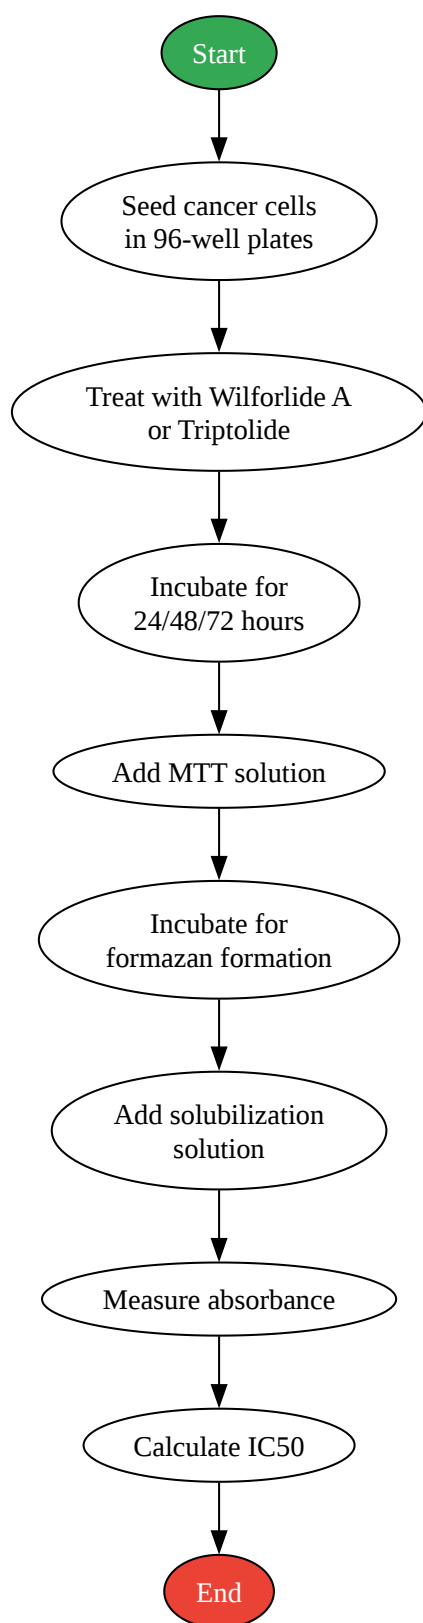 Start
Seed cancer cells
in 96-well plates
Treat with Wilforlide A
or Triptolide
Incubate for
24/48/72 hours
Add MTT solution
Incubate for
formazan formation
Add solubilization
solution
Measure absorbance
Calculate IC50
End